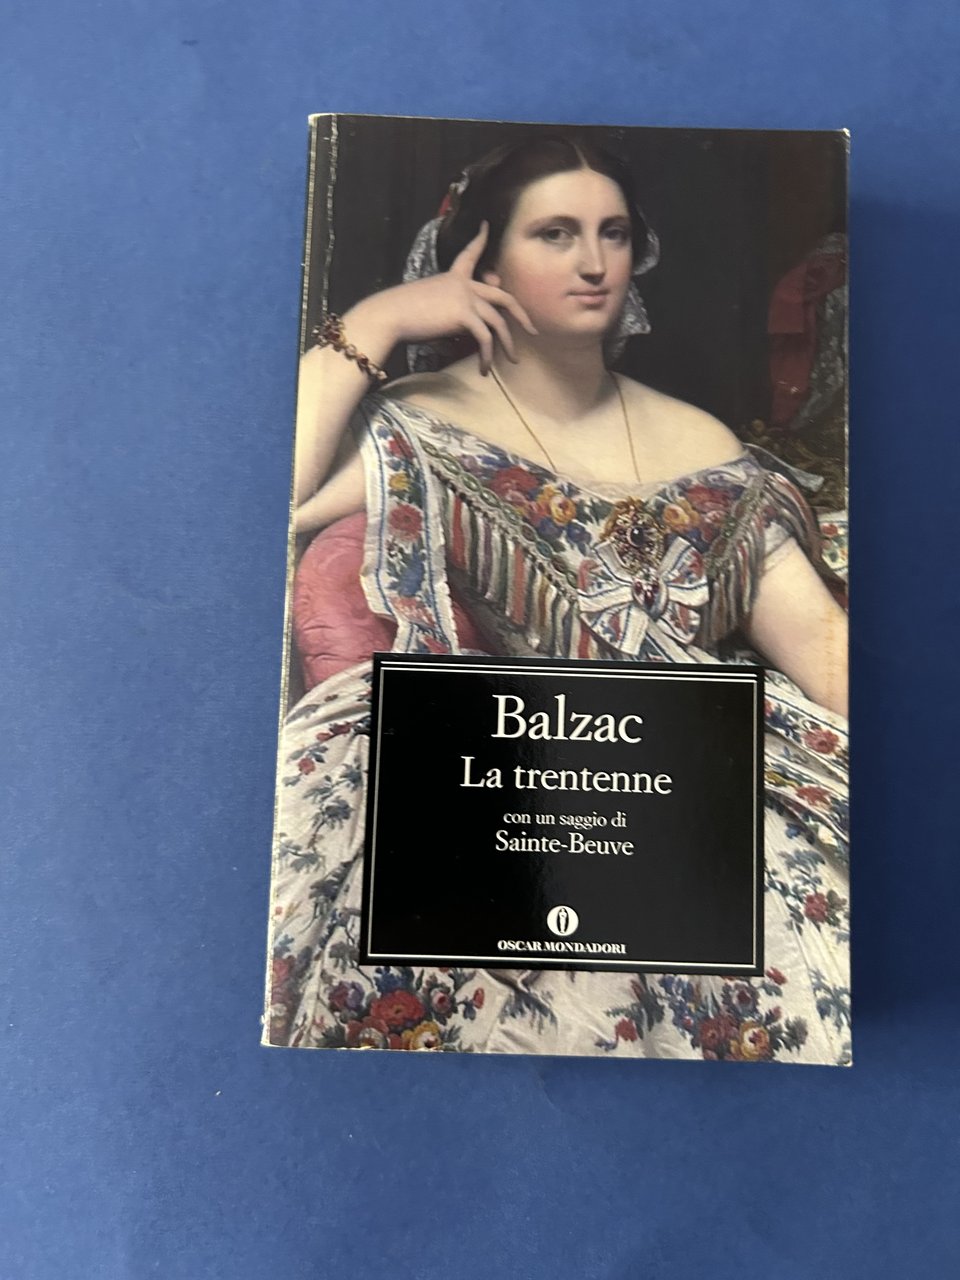 Balzac
La trentenne
con un saggio di
Sainte-Beuve
OSCAR MONDADORI